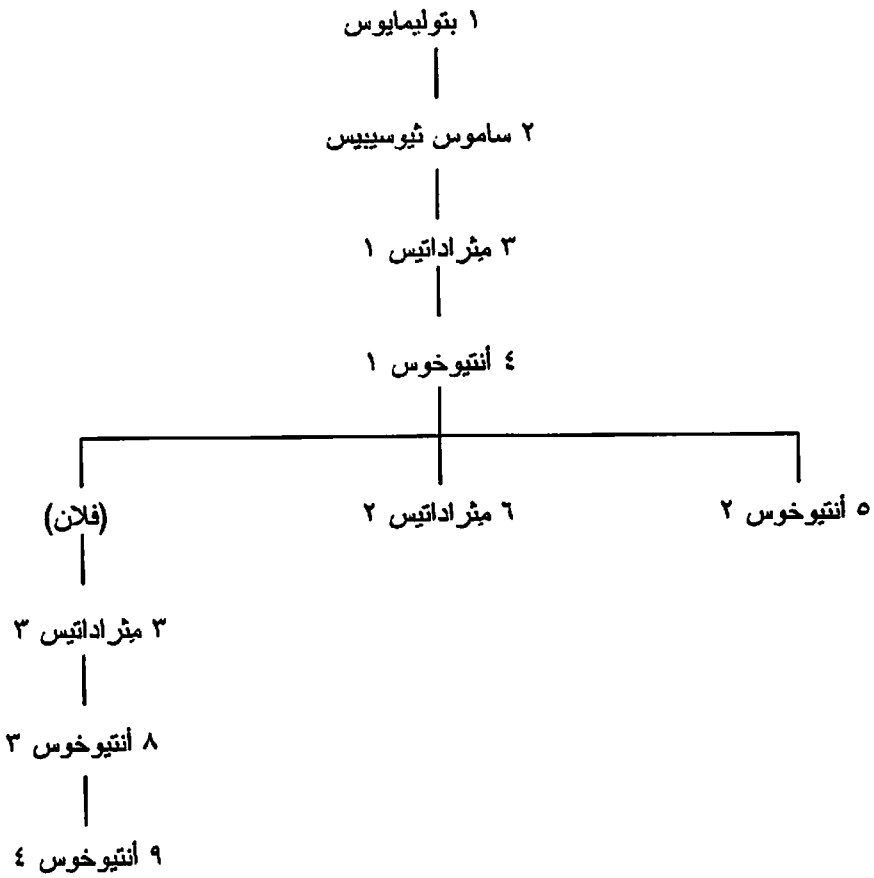 ١ بتوليمايوس
٢ ساموس ثيوسيبيس
٣ مِثراداتيس ١
٤ أنتيوخوس ١
٥ أنتيوخوس ٢
٦ مِثراداتيس ٢
(فلان)
٣ مِثراداتيس ٣
٨ أنتيوخوس ٣
٩ أنتيوخوس ٤